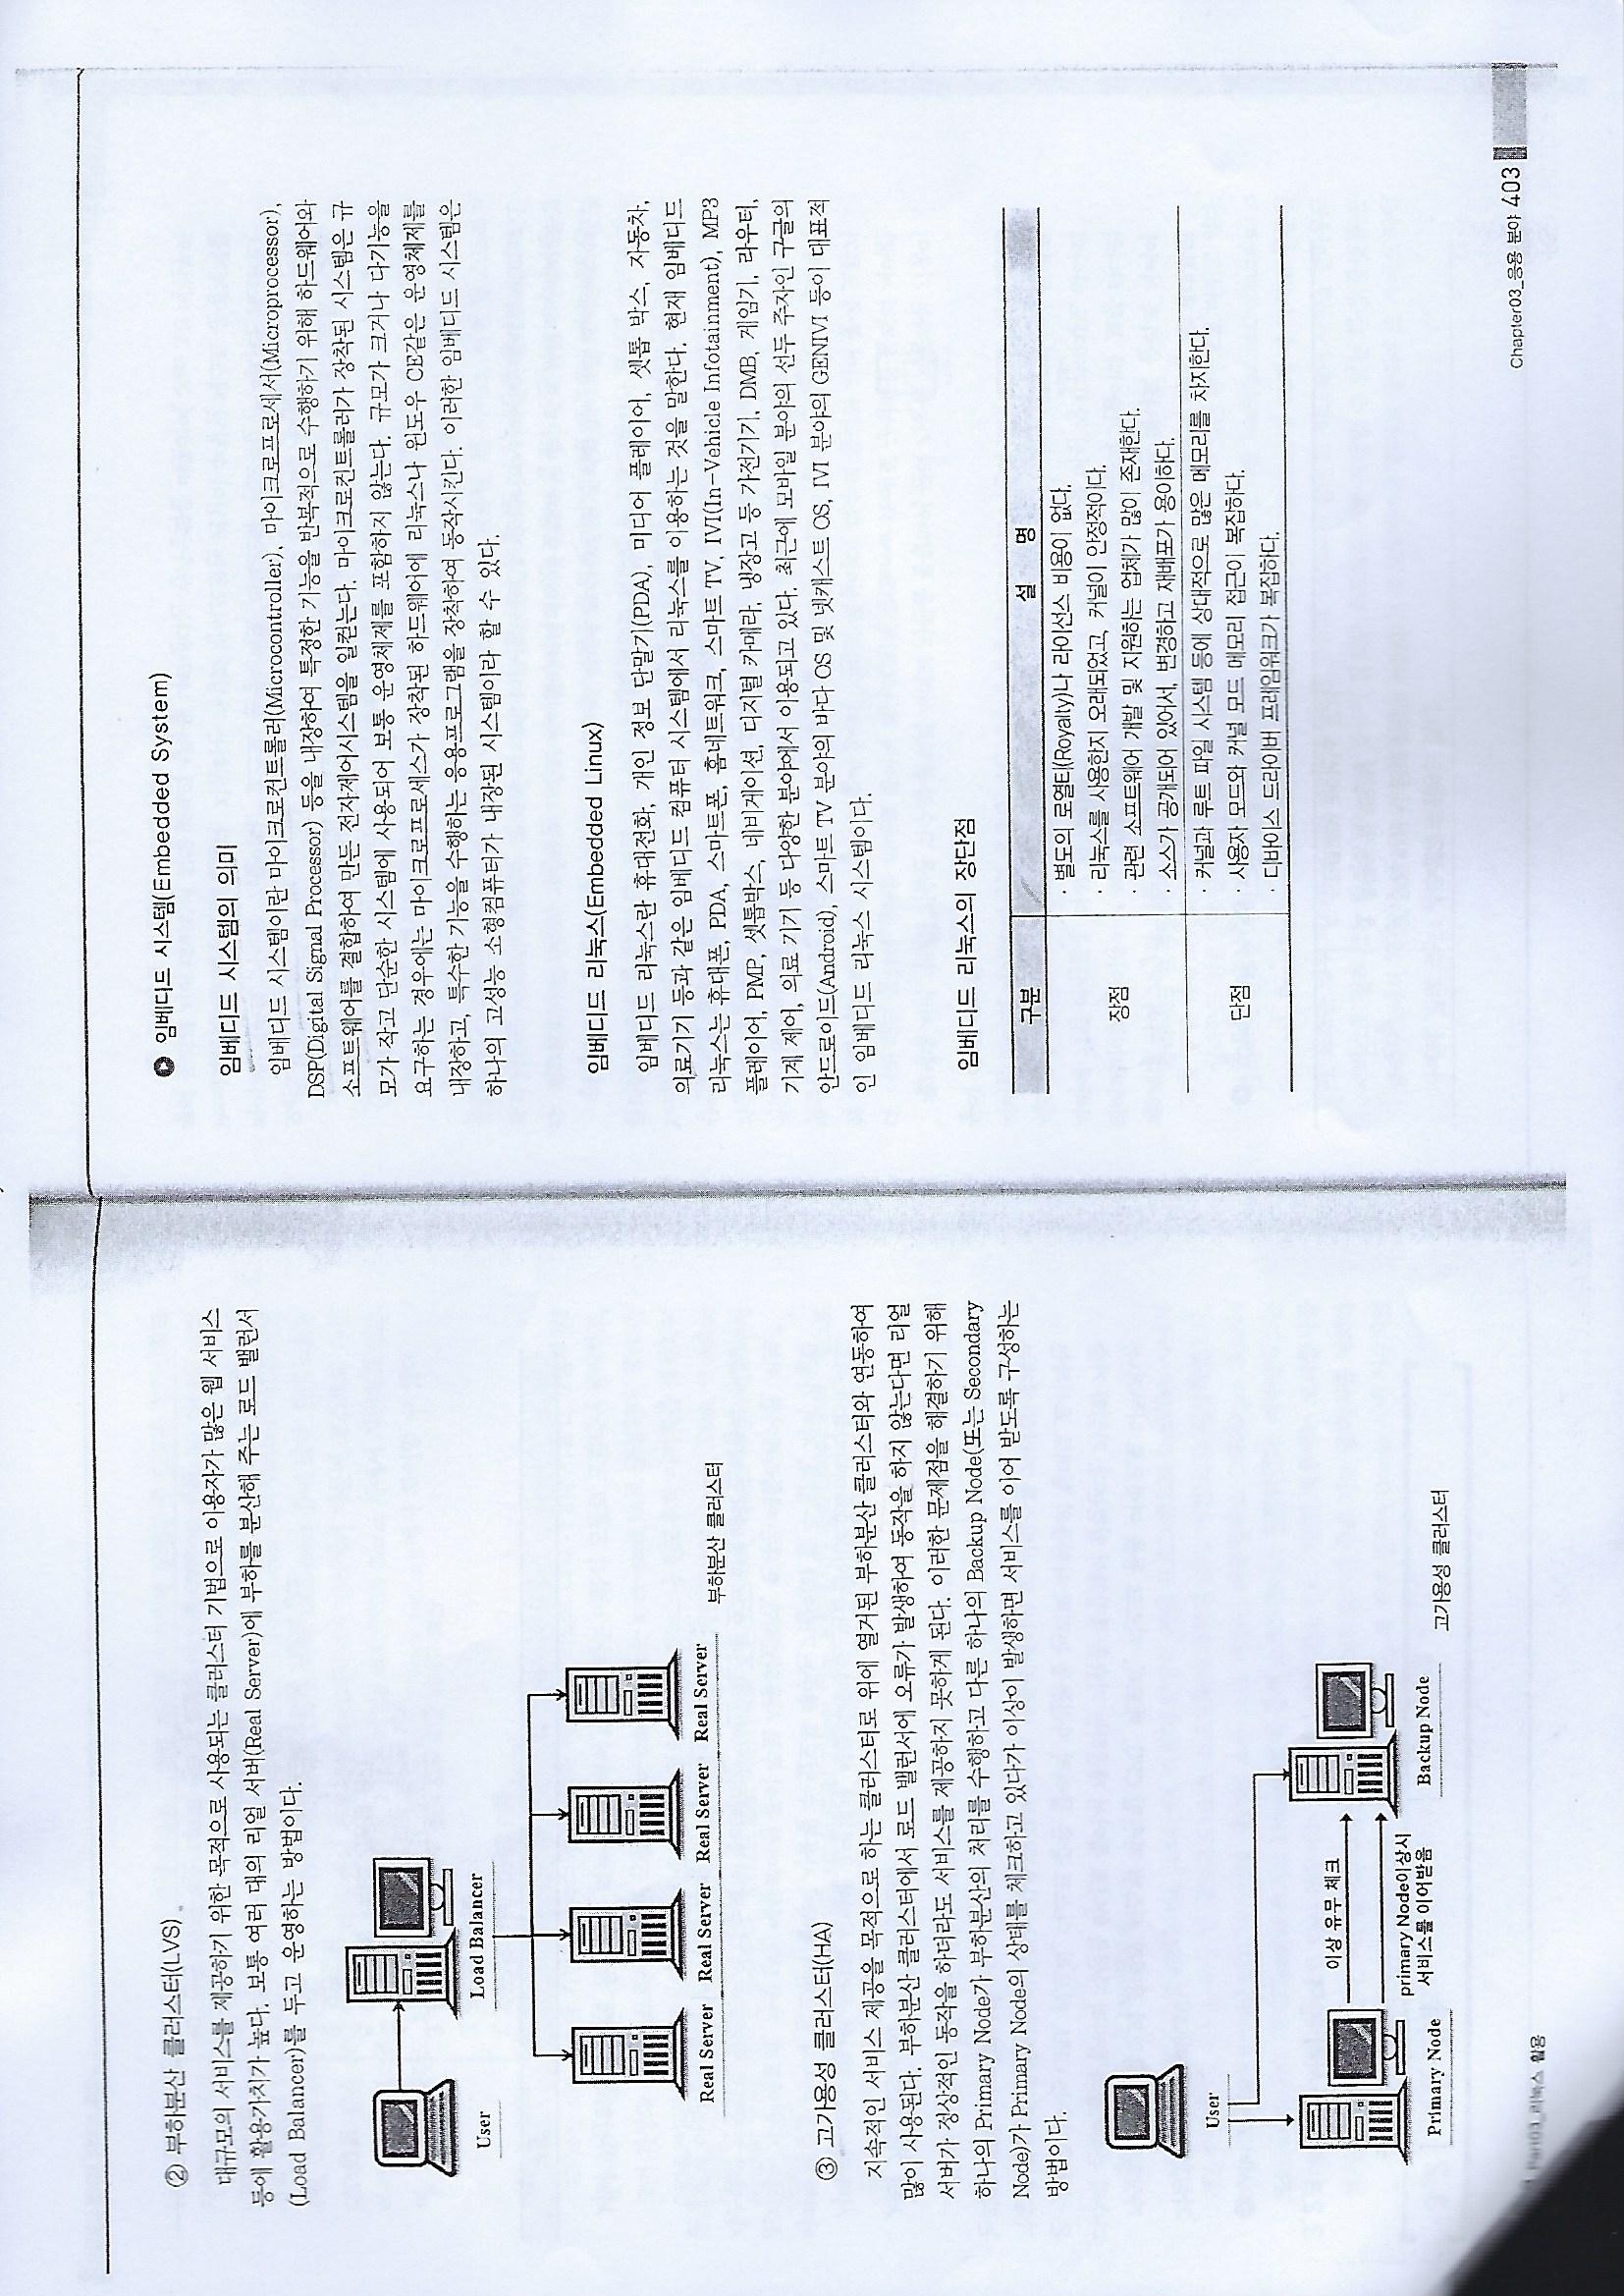 ② 부하분산 클러스터(LVS)
대규모의 서비스를 제공하기 위한 목적으로 사용되는 클러스터 기법으로 이용자가 많은 웹 서비스
등에 활용가치가 높다. 보통 여러 대의 리얼 서버(Real Server)에 부하를 분산해 주는 로드 밸런서
(Load Balancer)를 두고 운영하는 방법이다.
User
Load Balancer
Real Server Real Server Real Server Real Server
부하분산 클러스터
③ 고가용성 클러스터(HA)
지속적인 서비스 제공을 목적으로 하는 클러스터로 위에 열거된 부하분산 클러스터와 연동하여
많이 사용된다. 부하분산 클러스터에서 로드 밸런서에 오류가 발생하여 동작을 하지 않는다면 리얼
서버가 정상적인 동작을 하더라도 서비스를 제공하지 못하게 된다. 이러한 문제점을 해결하기 위해
하나의 Primary Node가 부하분산의 처리를 수행하고 다른 하나의 Backup Node(또는 Secondary
Node)가 Primary Node의 상태를 체크하고 있다가 이상이 발생하면 서비스를 이어 받도록 구성하는
방법이다.
User
이상 유무 체크
primary Node이상시
서비스를 이어받음
Primary Node
Backup Node
고가용성 클러스터
Part03_리눅스 활용
임베디드 시스템(Embedded System)
임베디드 시스템의 의미
임베디드 시스템이란 마이크로컨트롤러(Microcontroller), 마이크로프로세서(Microprocessor),
DSP(Digital Signal Processor) 등을 내장하여 특정한 기능을 반복적으로 수행하기 위해 하드웨어와
소프트웨어를 결합하여 만든 전자제어시스템을 일컫는다. 마이크로컨트롤러가 장착된 시스템은 규
모가 작고 단순한 시스템에 사용되어 보통 운영체제를 포함하지 않는다. 규모가 크거나 다기능을
요구하는 경우에는 마이크로프로세스가 장착된 하드웨어에 리눅스나 윈도우 CE같은 운영체제를
내장하고, 특수한 기능을 수행하는 응용프로그램을 장착하여 동작시킨다. 이러한 임베디드 시스템은
하나의 고성능 소형컴퓨터가 내장된 시스템이라 할 수 있다.
임베디드 리눅스(Embedded Linux)
임베디드 리눅스란 휴대전화, 개인 정보 단말기(PDA), 미디어 플레이어, 셋톱 박스, 자동차,
의료기기 등과 같은 임베디드 컴퓨터 시스템에서 리눅스를 이용하는 것을 말한다. 현재 임베디드
리눅스는 휴대폰, PDA, 스마트폰, 홈네트워크, 스마트 TV, IVI(In-Vehicle Infotainment), MP3
플레이어, PMP, 셋톱박스, 네비게이션, 디지털 카메라, 냉장고 등 가전기기, DMB, 게임기, 라우터,
기계 제어, 의료 기기 등 다양한 분야에서 이용되고 있다. 최근에 모바일 분야의 선두 주자인 구글의
안드로이드(Android), 스마트 TV 분야의 바다 OS 및 넷캐스트 OS, IVI 분야의 GENIVI 등이 대표적
인 임베디드 리눅스 시스템이다.
임베디드 리눅스의 장단점
구분 설 명
장점
· 별도의 로열티(Royalty)나 라이선스 비용이 없다.
· 리눅스를 사용한지 오래되었고, 커널이 안정적이다.
· 관련 소프트웨어 개발 및 지원하는 업체가 많이 존재한다.
· 소스가 공개되어 있어서, 변경하고 재배포가 용이하다.
단점
· 커널과 루트 파일 시스템 등에 상대적으로 많은 메모리를 차지한다.
· 사용자 모드와 커널 모드 메모리 접근이 복잡하다.
· 디바이스 드라이버 프레임워크가 복잡하다.
Chapter03_응용 분야 403